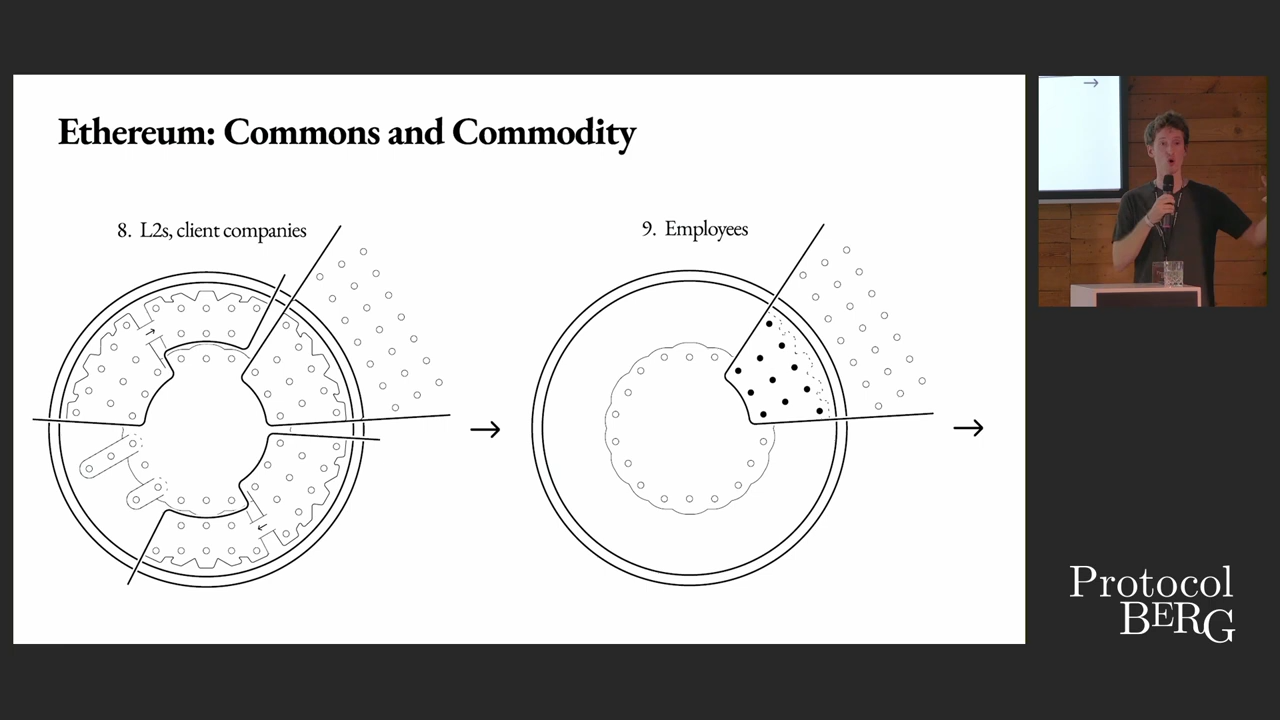 Ethereum: Commons and Commodity
8. L2s, client companies
9. Employees
Protocol
BERG